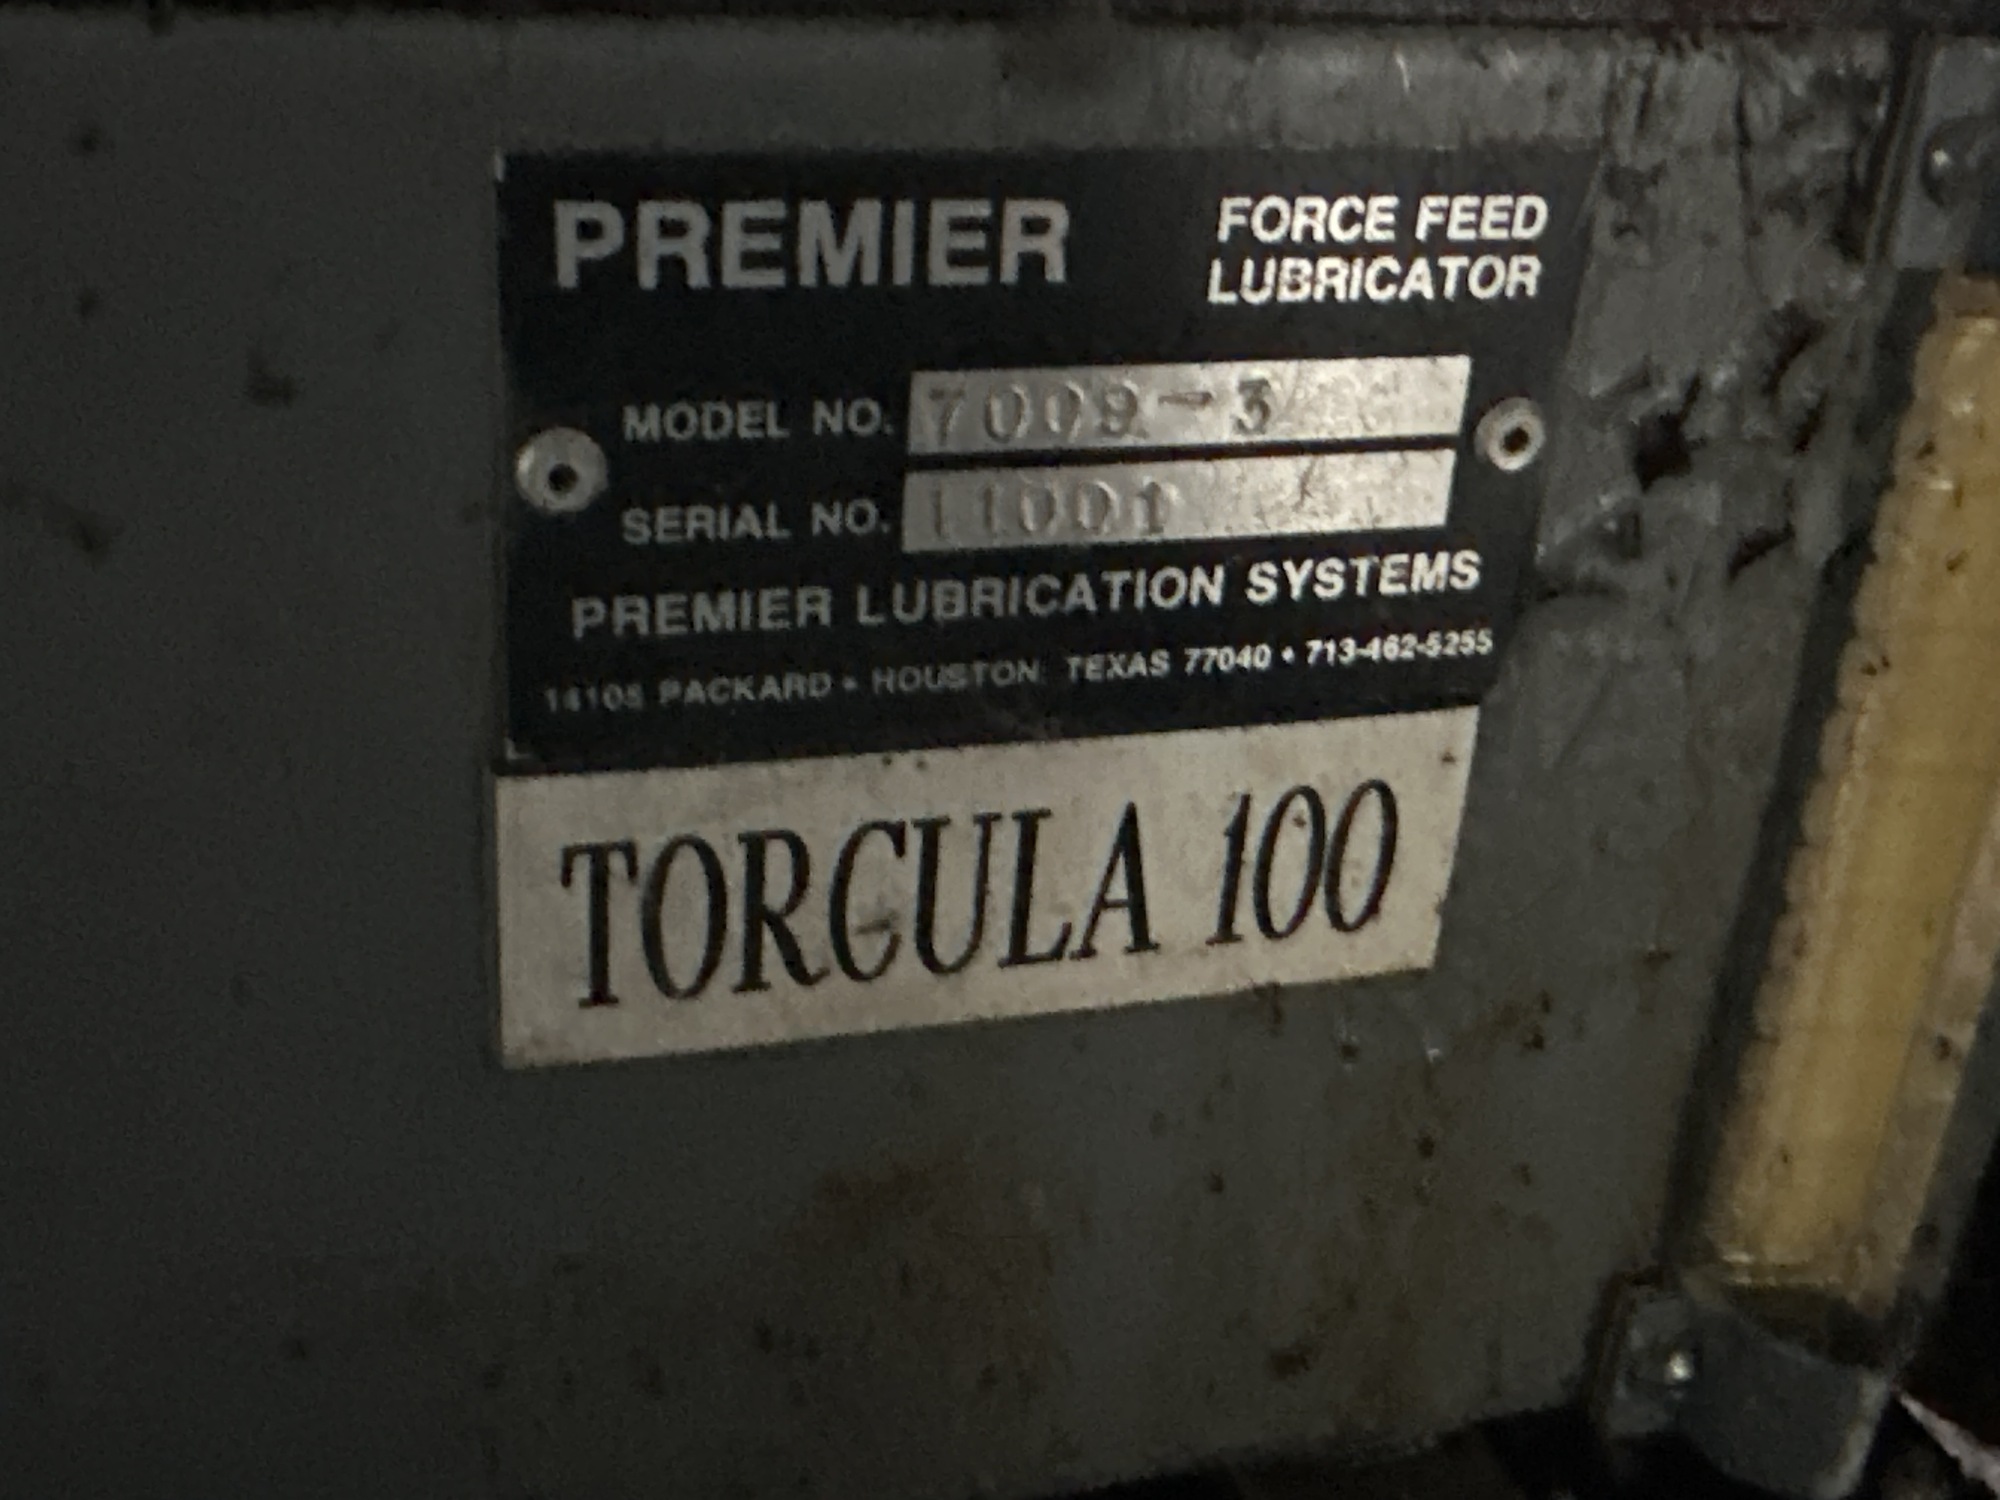 PREMIER
FORCE FEED
LUBRICATOR
MODEL NO. 7009-3
SERIAL NO. 11001
PREMIER LUBRICATION SYSTEMS
14105 PACKARD • HOUSTON TEXAS 77040 • 713-462-5255
TORCULA 100